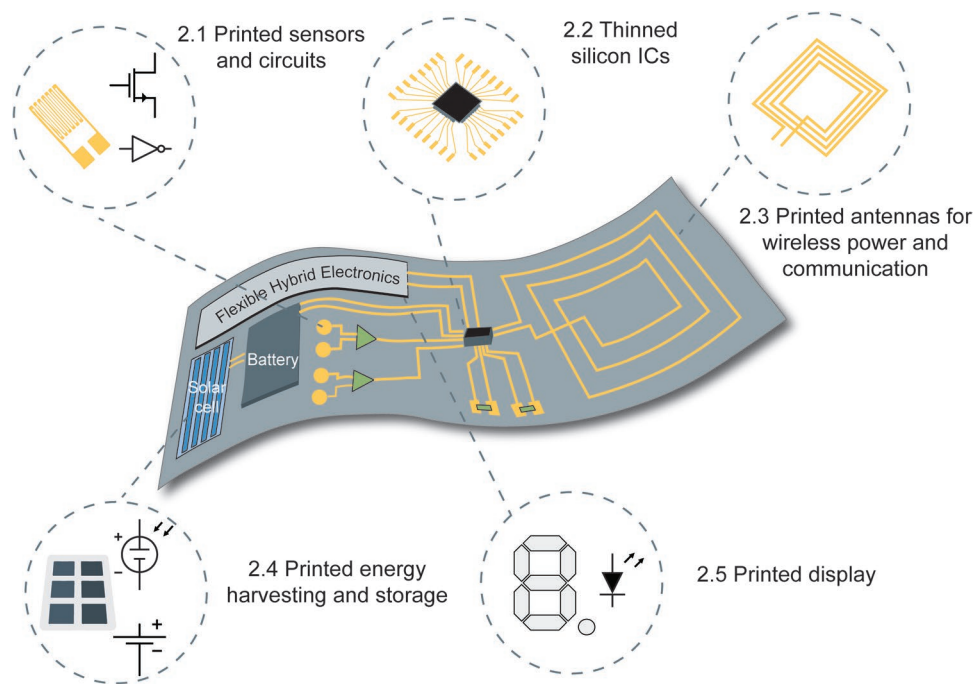 2.1 Printed sensors
and circuits
2.2 Thinned
silicon ICs
2.3 Printed antennas for
wireless power and
communication
Flexible Hybrid Electronics
Battery
Solar
cell
2.4 Printed energy
harvesting and storage
2.5 Printed display